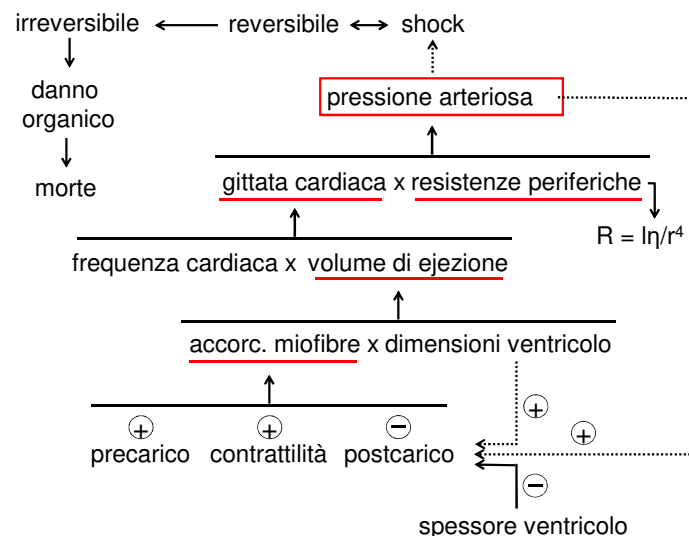 irreversibile reversibile shock
danno
organico
pressione arteriosa
morte
gittata cardiaca x resistenze periferiche
R = lη/r⁴
frequenza cardiaca x volume di ejezione
accorc. miofibre x dimensioni ventricolo
+
+ + − +
precarico contrattilità postcarico
−
spessore ventricolo